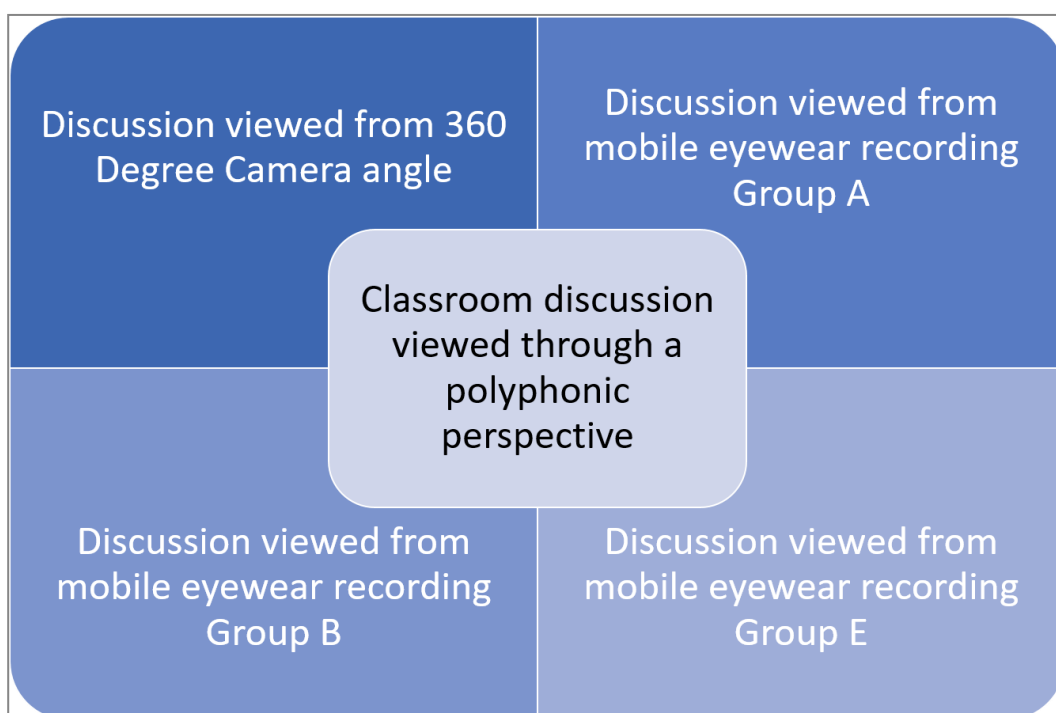 Discussion viewed from 360
Degree Camera angle
Discussion viewed from
mobile eyewear recording
Group A
Classroom discussion
viewed through a
polyphonic
perspective
Discussion viewed from
mobile eyewear recording
Group B
Discussion viewed from
mobile eyewear recording
Group E